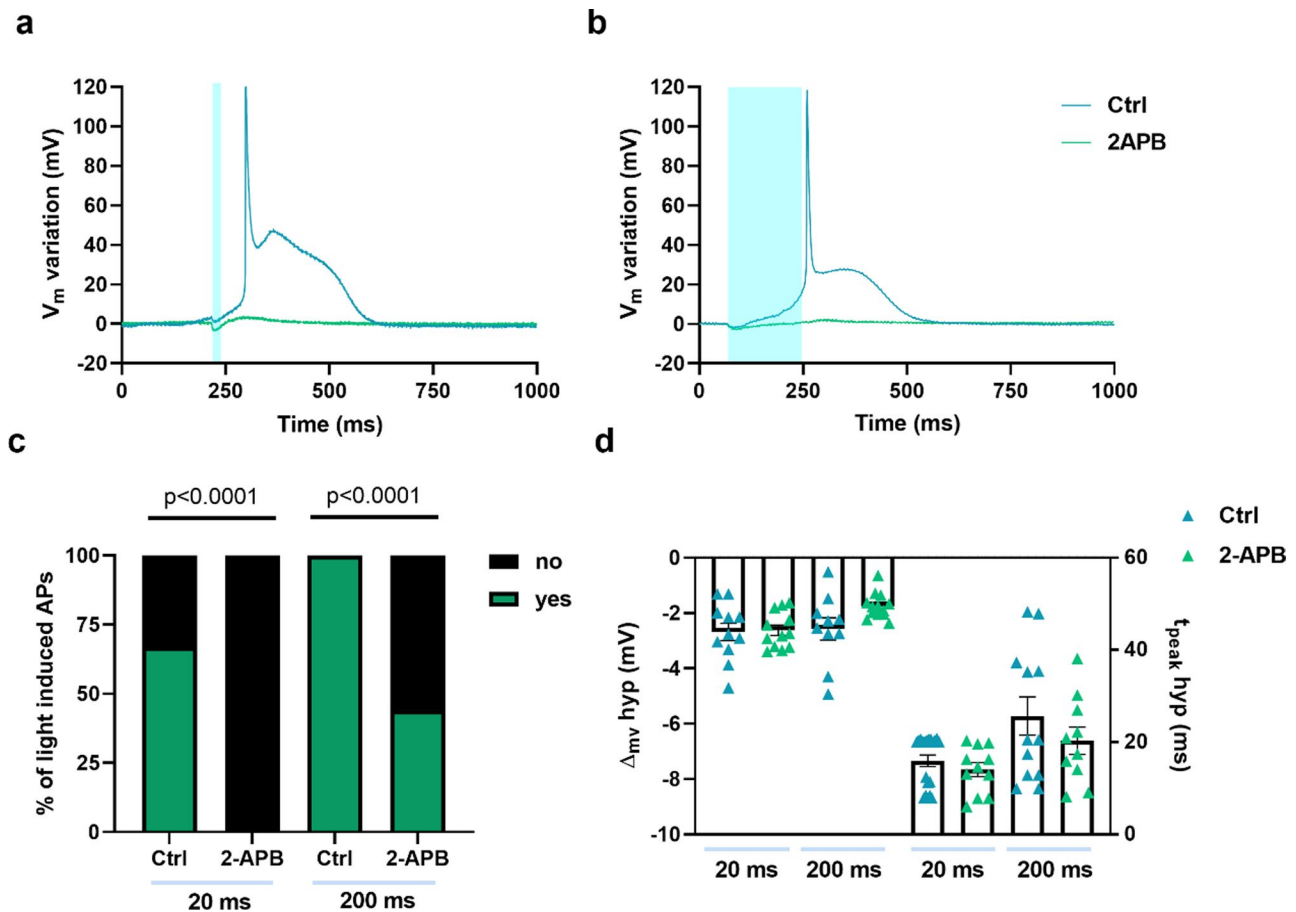 a
120
100
80
60
40
20
0
-20
Vm variation (mV)
0 250 500 750 1000
Time (ms)
b
120
100
80
60
40
20
0
-20
Vm variation (mV)
0 250 500 750 1000
Time (ms)
Ctrl
2APB
c
p<0.0001 p<0.0001
100
75
50
25
0
% of light induced APs
no
yes
Ctrl 2-APB Ctrl 2-APB
20 ms 200 ms
d
Ctrl
2-APB
0
-2
-4
-6
-8
-10
Δmv hyp (mV)
60
40
20
0
tpeak hyp (ms)
20 ms 200 ms 20 ms 200 ms